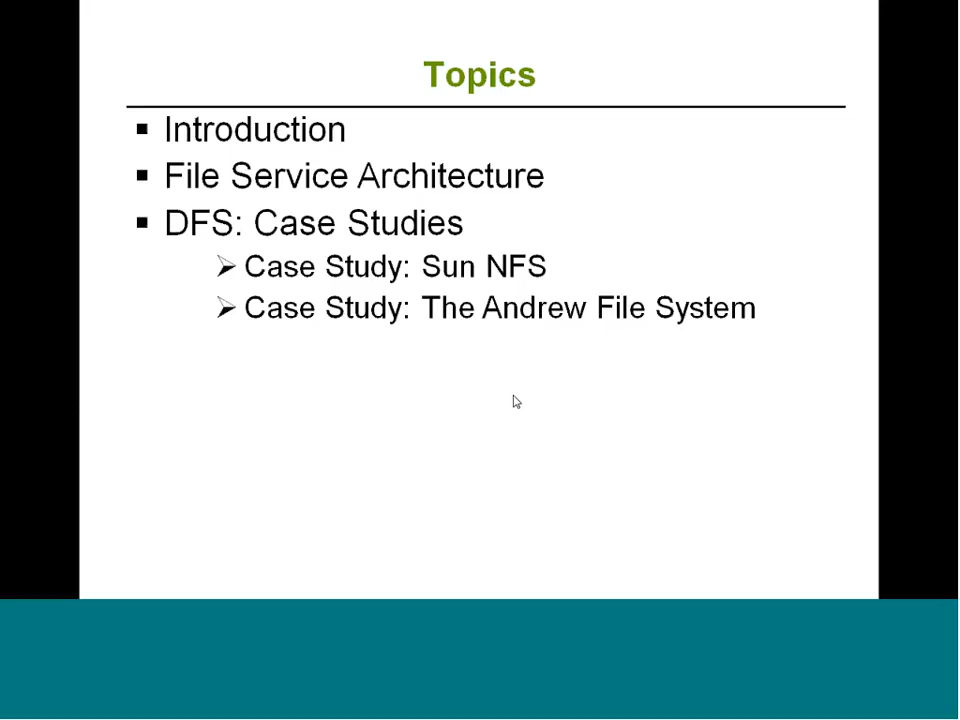 Topics
▪ Introduction
▪ File Service Architecture
▪ DFS: Case Studies
➢ Case Study: Sun NFS
➢ Case Study: The Andrew File System